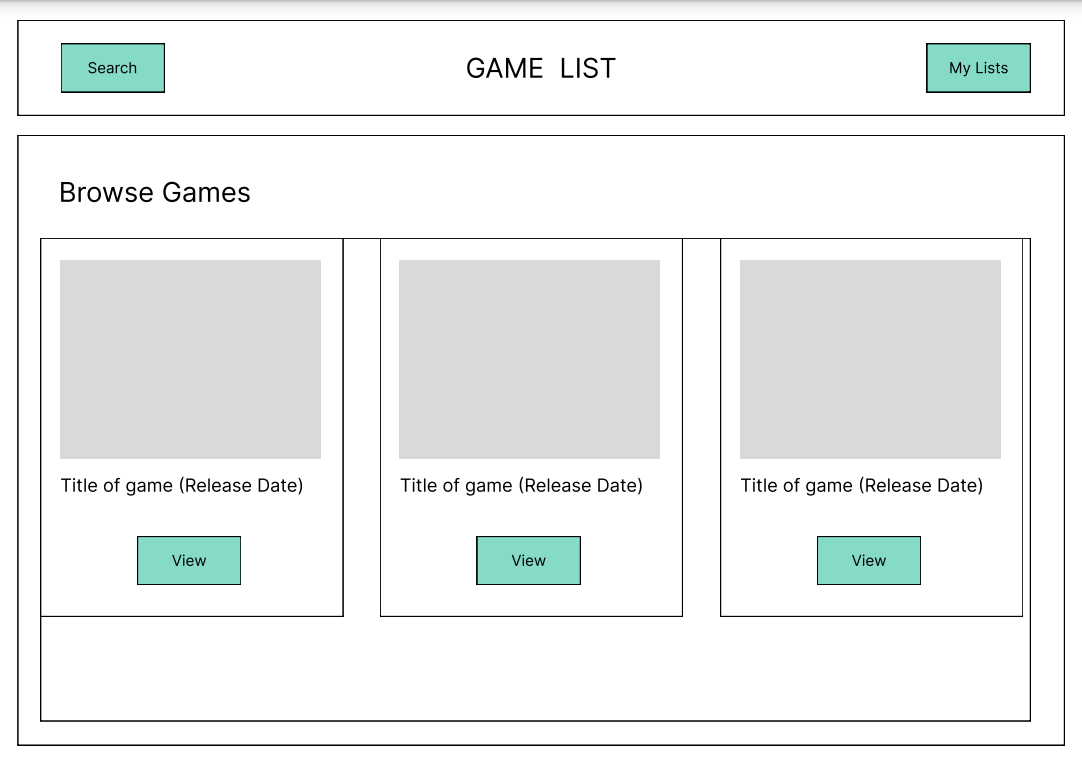 Search
GAME LIST
My Lists
Browse Games
Title of game (Release Date)
Title of game (Release Date)
Title of game (Release Date)
View
View
View